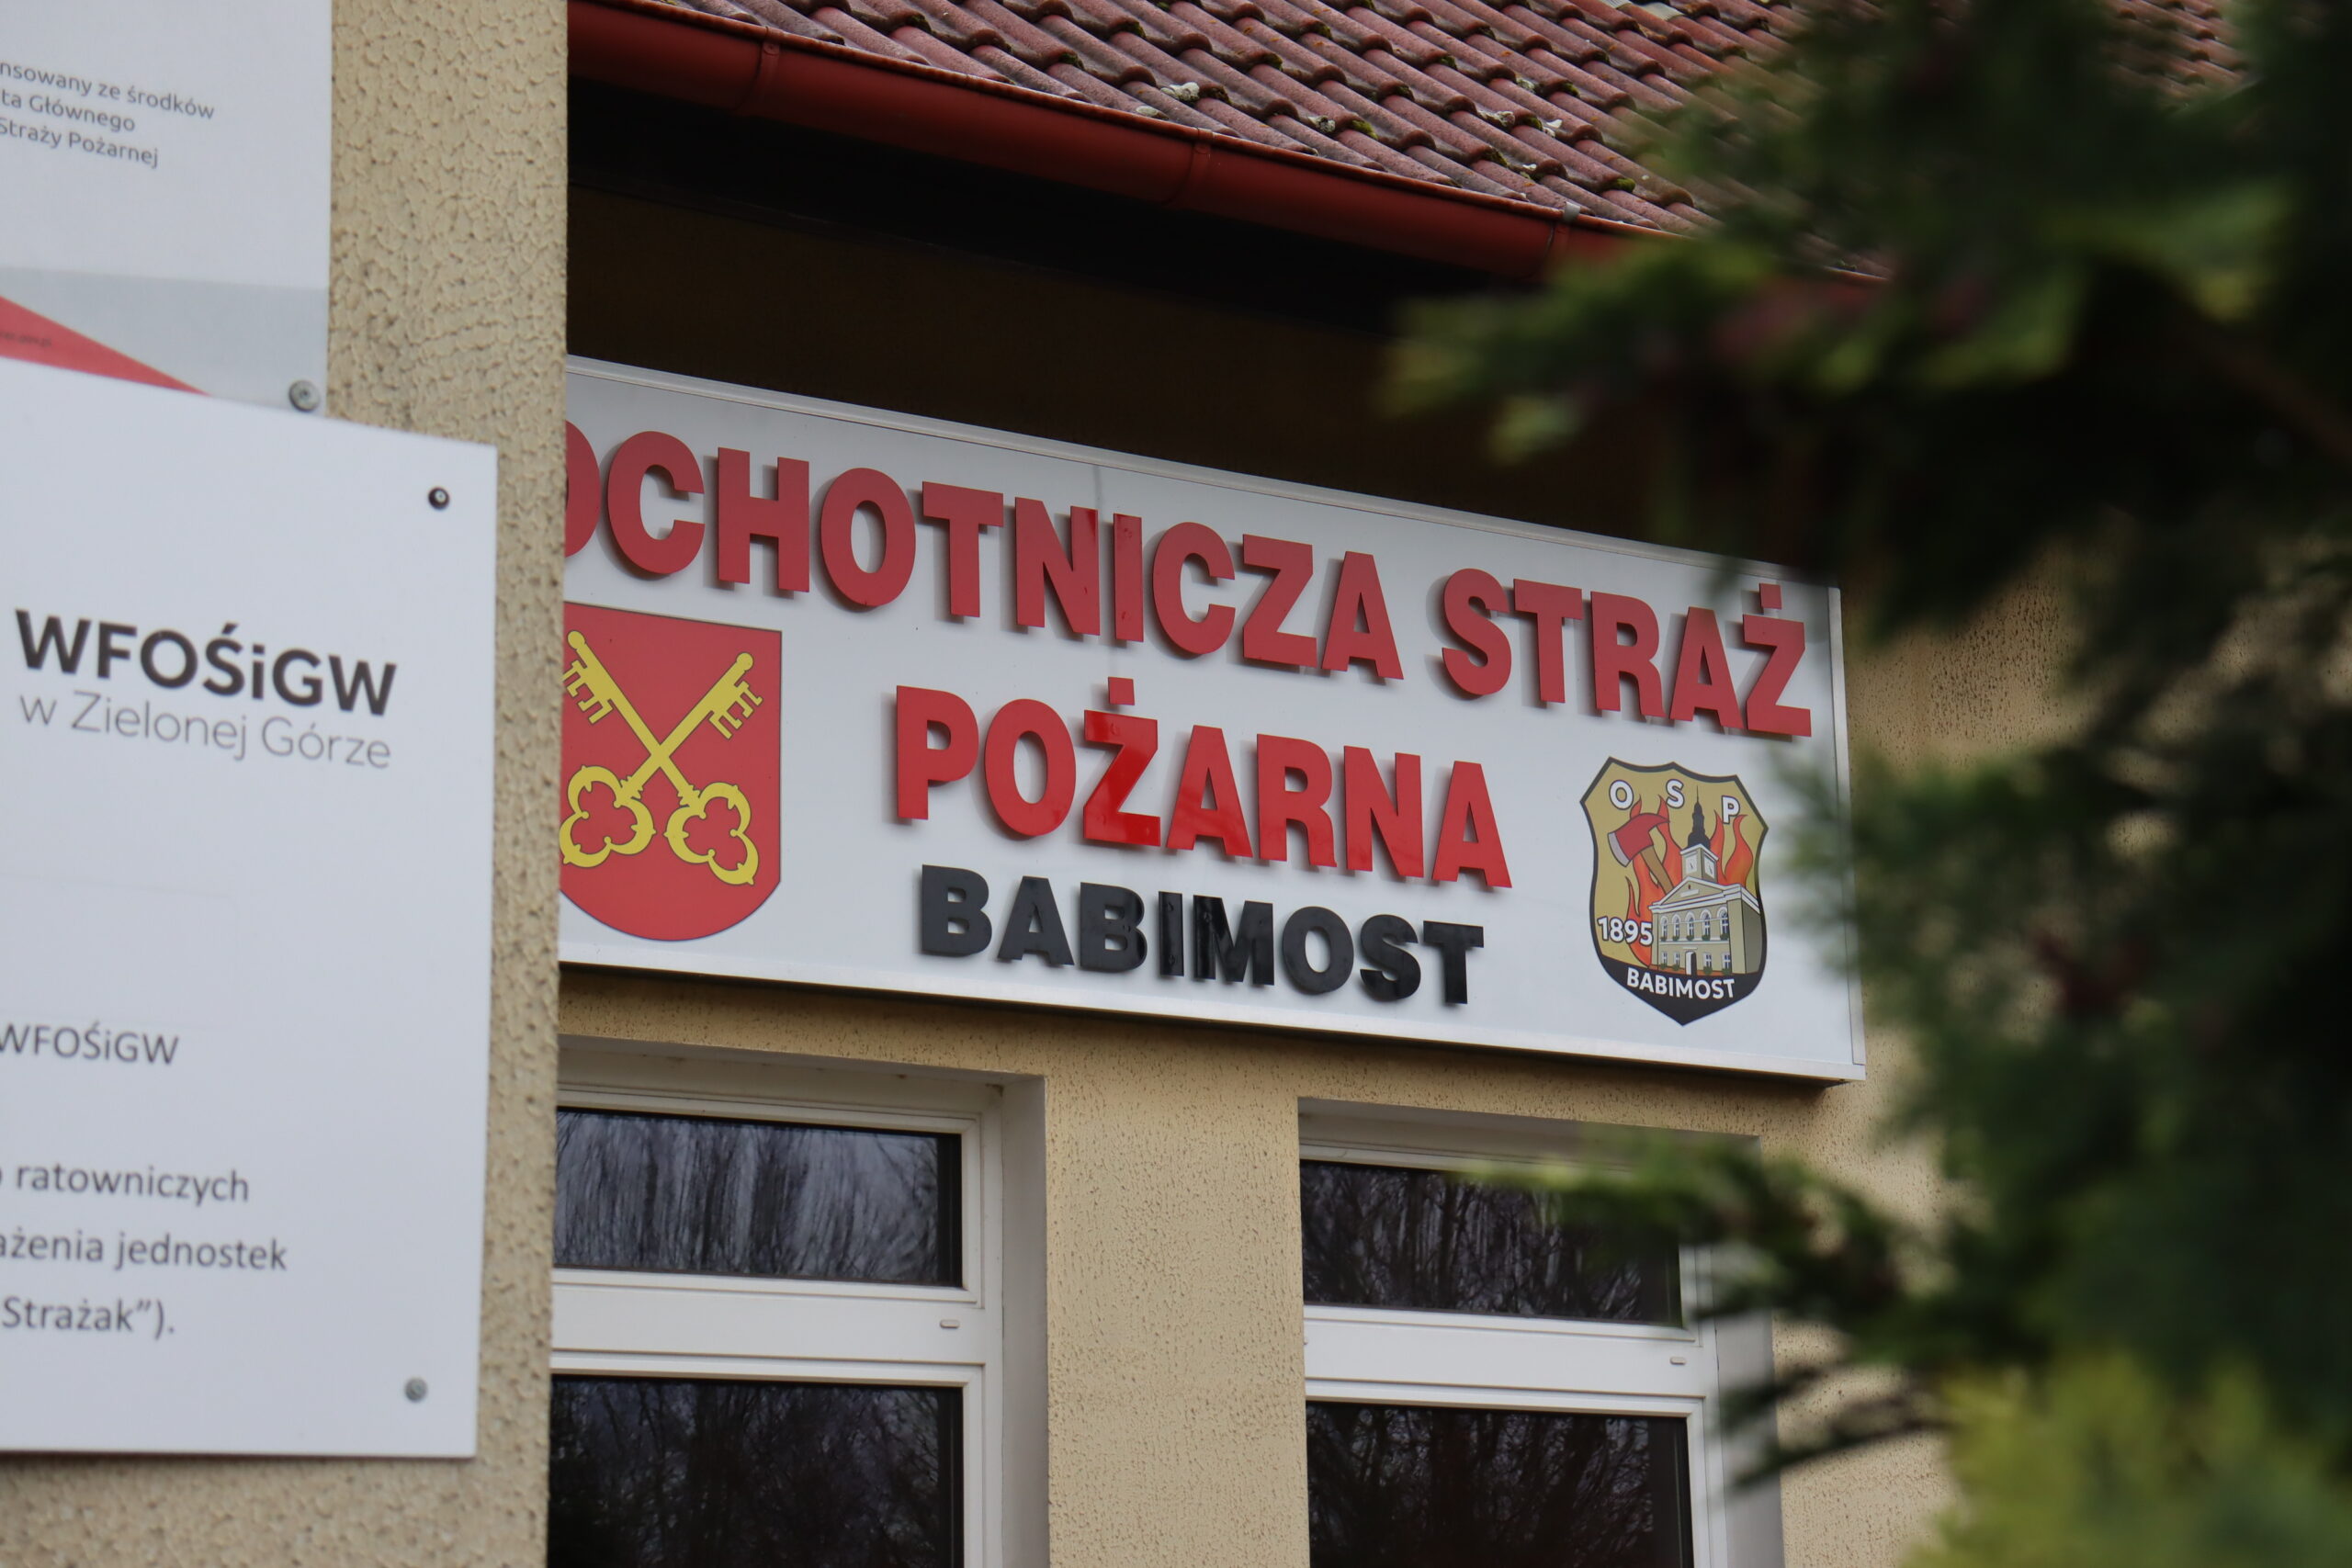 nsowany ze środków
ta Głównego
Straży Pożarnej
WFOŚiGW
w Zielonej Górze
WFOŚiGW
ratowniczych
ażenia jednostek
Strażak”).
OCHOTNICZA STRAŻ
POŻARNA
BABIMOST
O S P
1895
BABIMOST